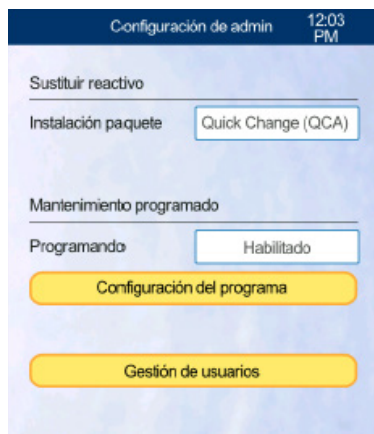 Configuración de admin 12:03 PM
Sustituir reactivo
Instalación paquete Quick Change (QCA)
Mantenimiento programado
Programando Habilitado
Configuración del programa
Gestión de usuarios